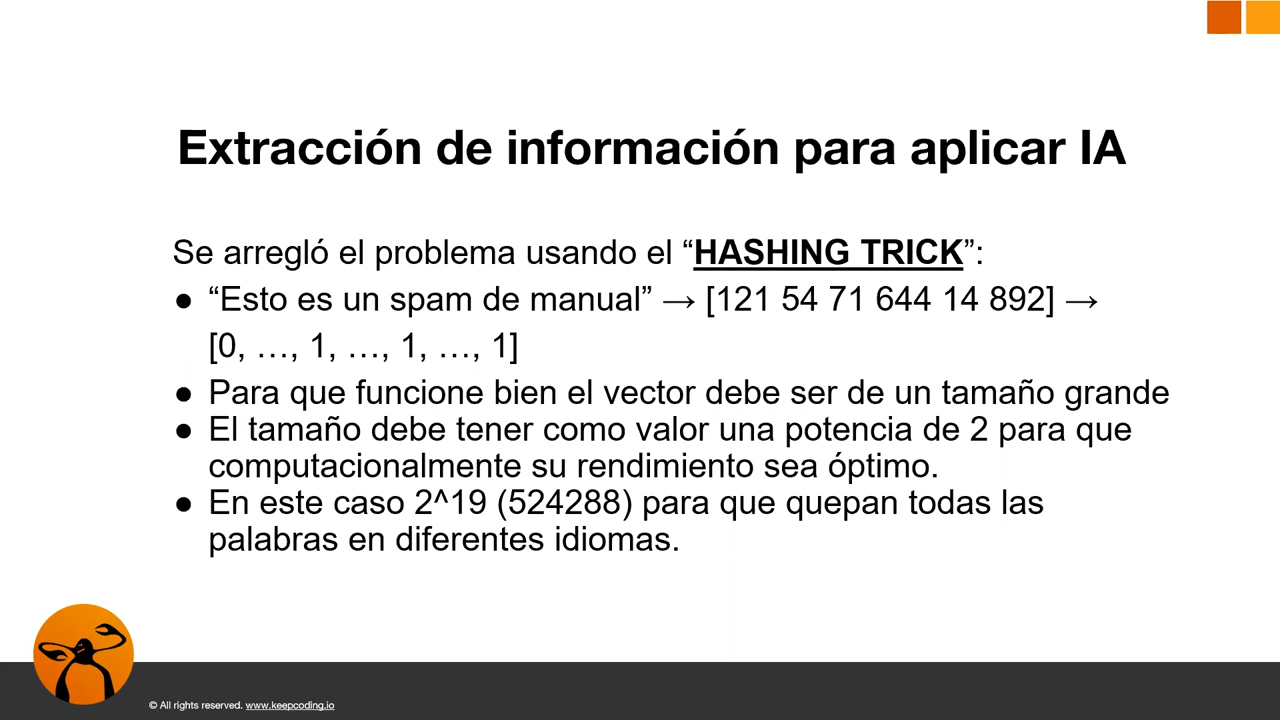 Extracción de información para aplicar IA
Se arregló el problema usando el “HASHING TRICK”:
● “Esto es un spam de manual” → [121 54 71 644 14 892] →
[0, …, 1, …, 1, …, 1]
● Para que funcione bien el vector debe ser de un tamaño grande
● El tamaño debe tener como valor una potencia de 2 para que
computacionalmente su rendimiento sea óptimo.
● En este caso 2^19 (524288) para que quepan todas las
palabras en diferentes idiomas.
© All rights reserved. www.keepcoding.io